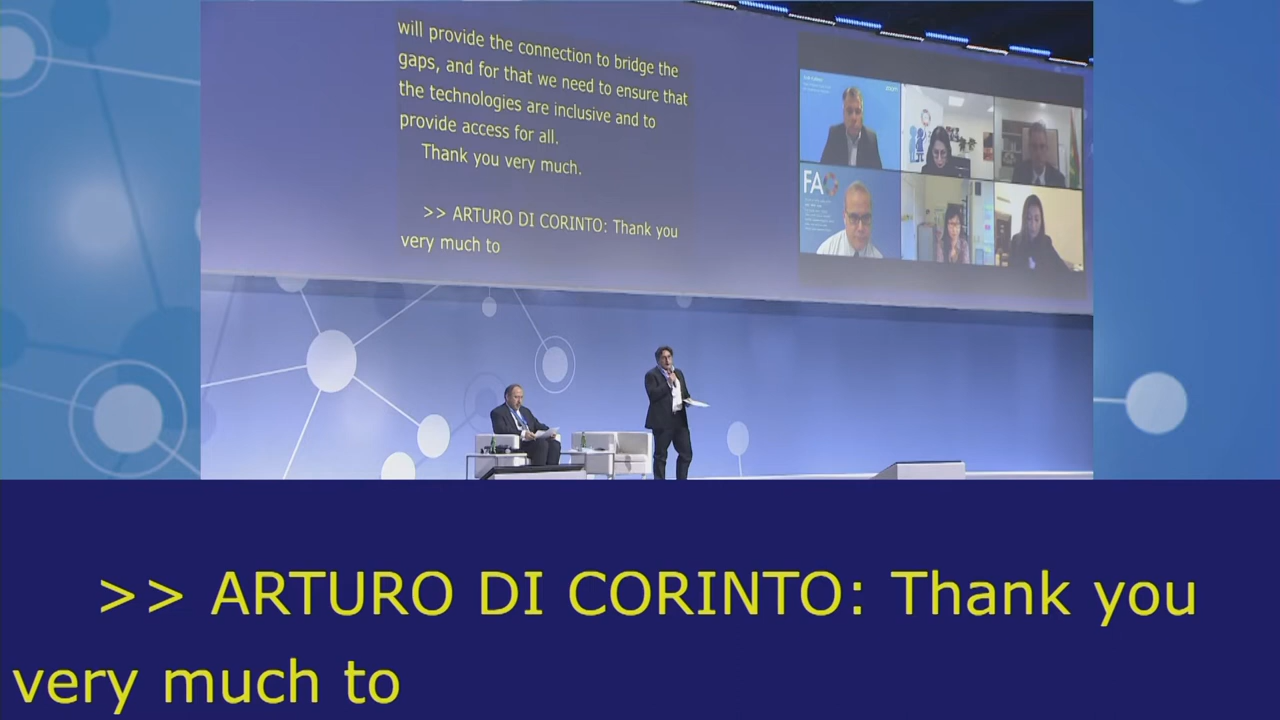 will provide the connection to bridge the
gaps, and for that we need to ensure that
the technologies are inclusive and to
provide access for all.
Thank you very much.
>> ARTURO DI CORINTO: Thank you
very much to
FAO
>> ARTURO DI CORINTO: Thank you
very much to